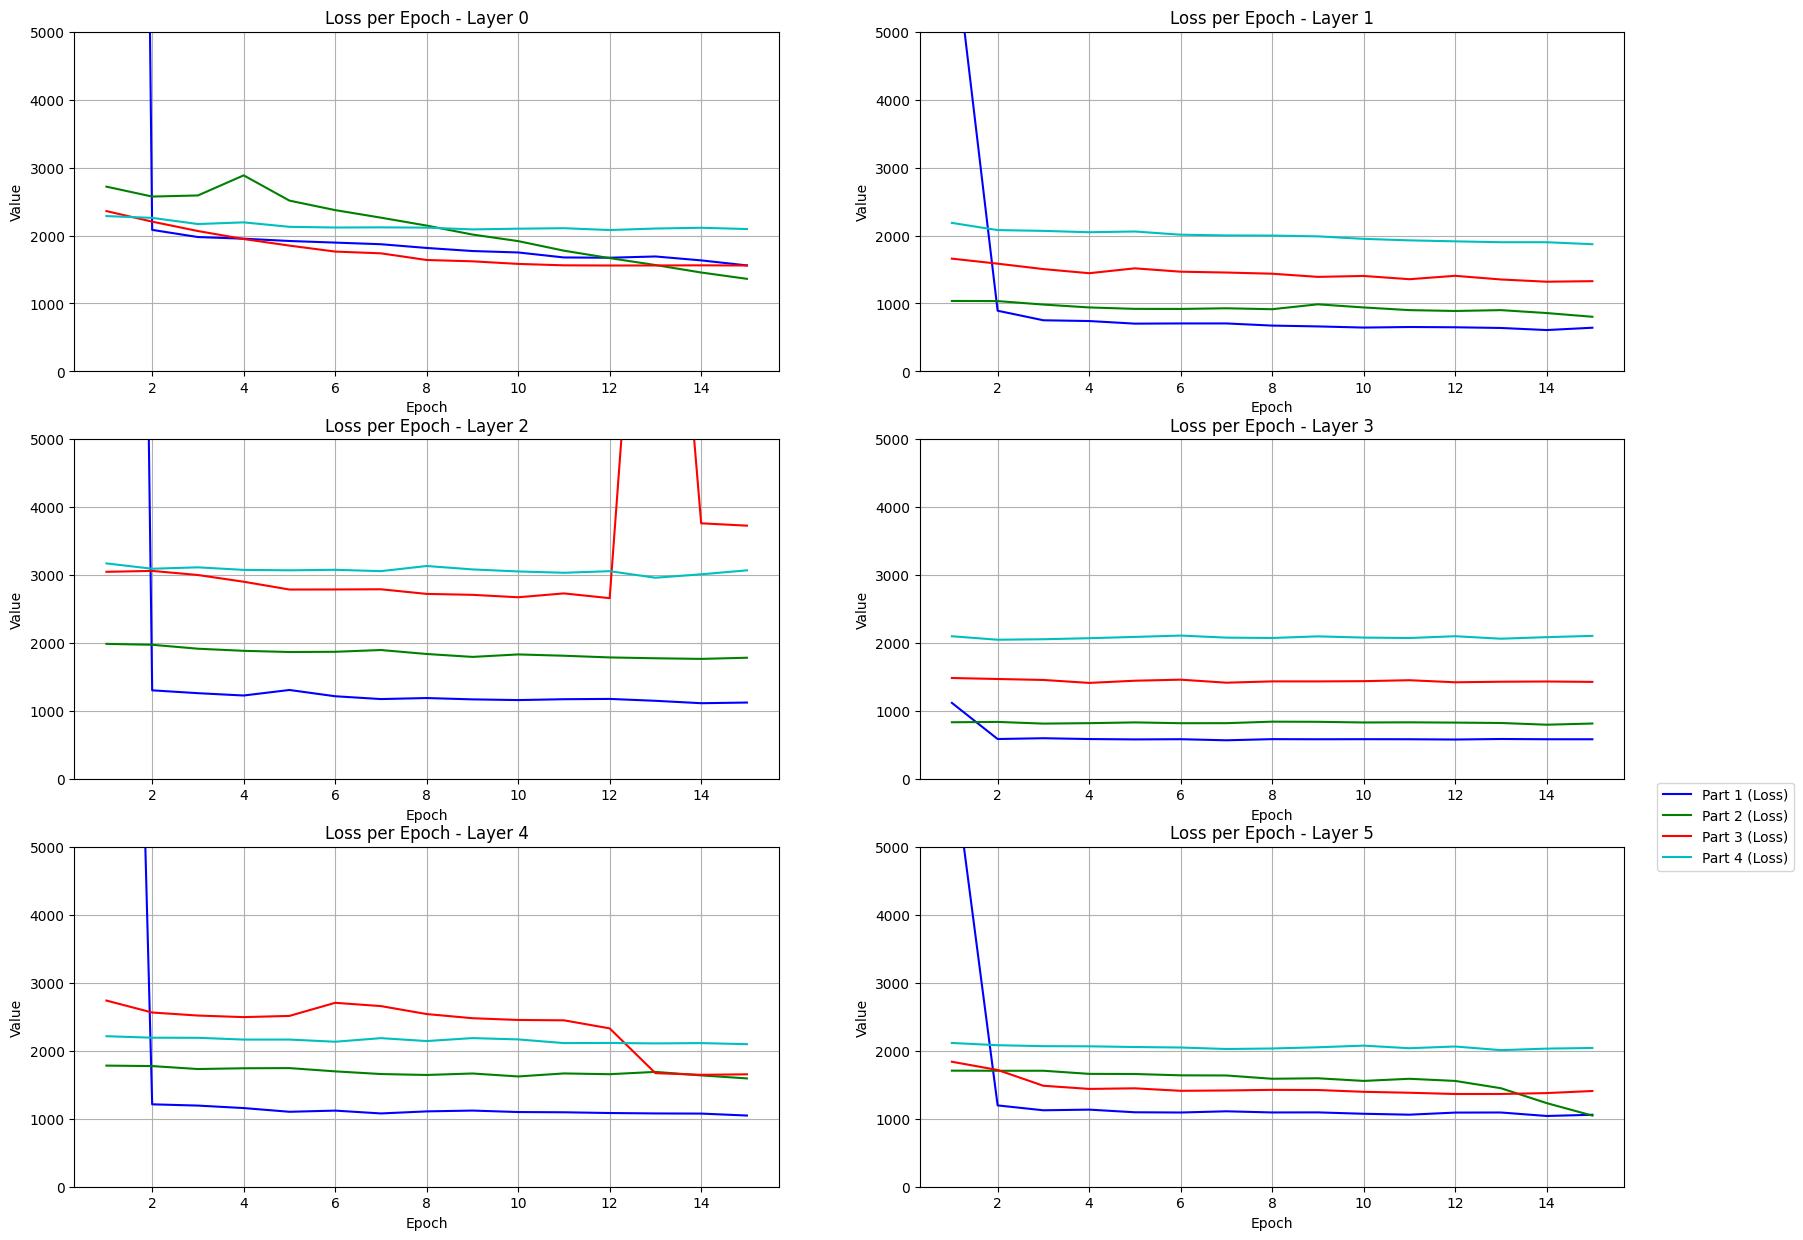 Loss per Epoch - Layer 0
5000
4000
3000
2000
1000
0
Value
2 4 6 8 10 12 14
Epoch
Loss per Epoch - Layer 1
5000
4000
3000
2000
1000
0
Value
2 4 6 8 10 12 14
Epoch
Loss per Epoch - Layer 2
5000
4000
3000
2000
1000
0
Value
2 4 6 8 10 12 14
Epoch
Loss per Epoch - Layer 3
5000
4000
3000
2000
1000
0
Value
2 4 6 8 10 12 14
Epoch
Part 1 (Loss)
Part 2 (Loss)
Part 3 (Loss)
Part 4 (Loss)
Loss per Epoch - Layer 4
5000
4000
3000
2000
1000
0
Value
2 4 6 8 10 12 14
Epoch
Loss per Epoch - Layer 5
5000
4000
3000
2000
1000
0
Value
2 4 6 8 10 12 14
Epoch